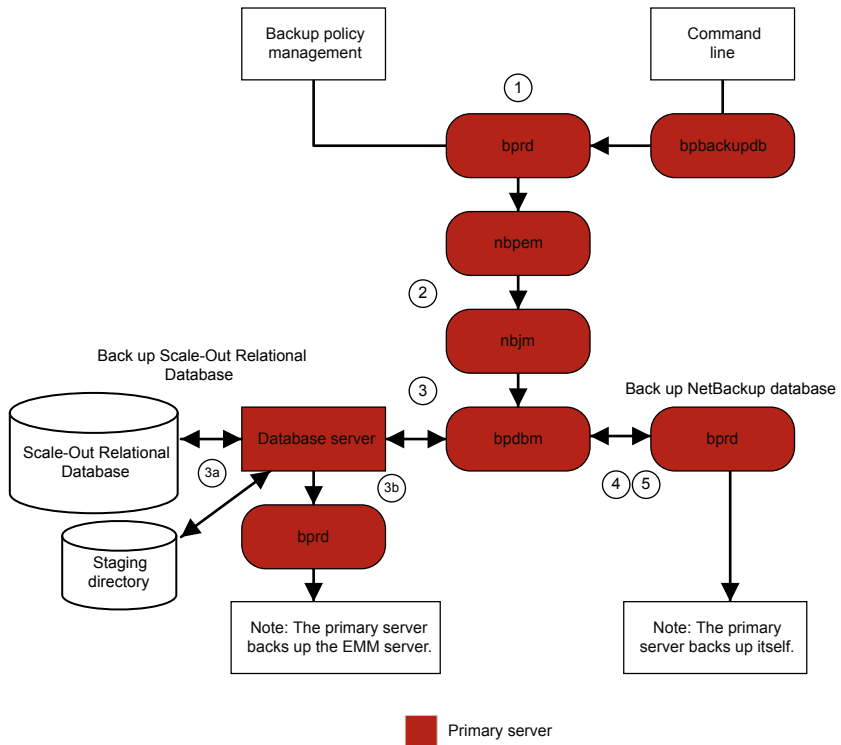 Backup policy
management
Command
line
1
bprd
bpbackupdb
nbpem
2
nbjm
Back up Scale-Out Relational
Database
3
Back up NetBackup database
Scale-Out Relational
Database
Database server
bpdbm
bprd
3a
3b
4
5
Staging
directory
bprd
Note: The primary server
backs up the EMM server.
Note: The primary
server backs up itself.
Primary server